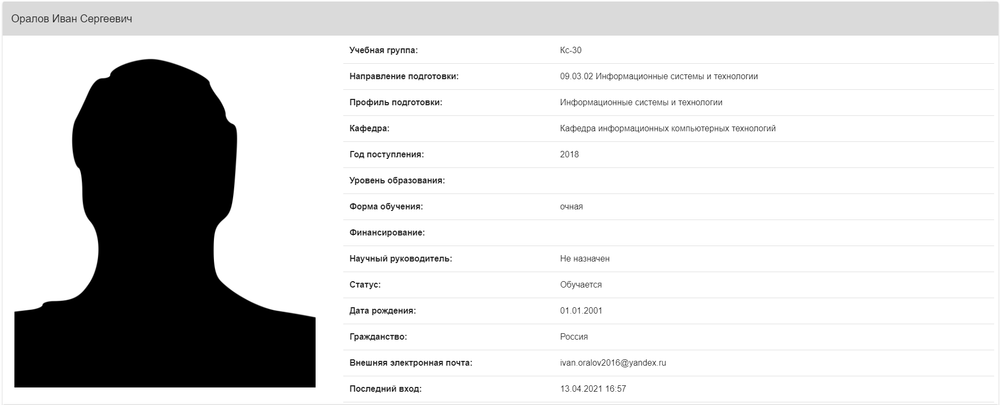 Оралов Иван Сергеевич
Учебная группа: Кс-30
Направление подготовки: 09.03.02 Информационные системы и технологии
Профиль подготовки: Информационные системы и технологии
Кафедра: Кафедра информационных компьютерных технологий
Год поступления: 2018
Уровень образования:
Форма обучения: очная
Финансирование:
Научный руководитель: Не назначен
Статус: Обучается
Дата рождения: 01.01.2001
Гражданство: Россия
Внешняя электронная почта: ivan.oralov2016@yandex.ru
Последний вход: 13.04.2021 16:57